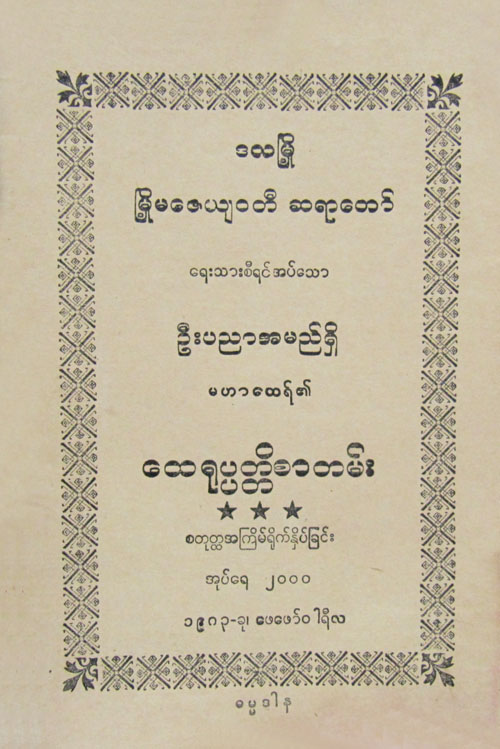 ဒလမြို့
မြို့မဇေယျဝတီ ဆရာတော်
ရေးသားစီရင်အပ်သော
ဦးပညာအမည်ရှိ
မဟာထေရ်၏
ထေရုပ္ပတ္တိစာတမ်း
★ ★ ★
စတုတ္ထအကြိမ်ရိုက်နှိပ်ခြင်း
အုပ်ရေ ၂၀၀၀
၁၉၈၃-ခု၊ ဖေဖော်ဝါရီလ
ဓမ္မဒါန